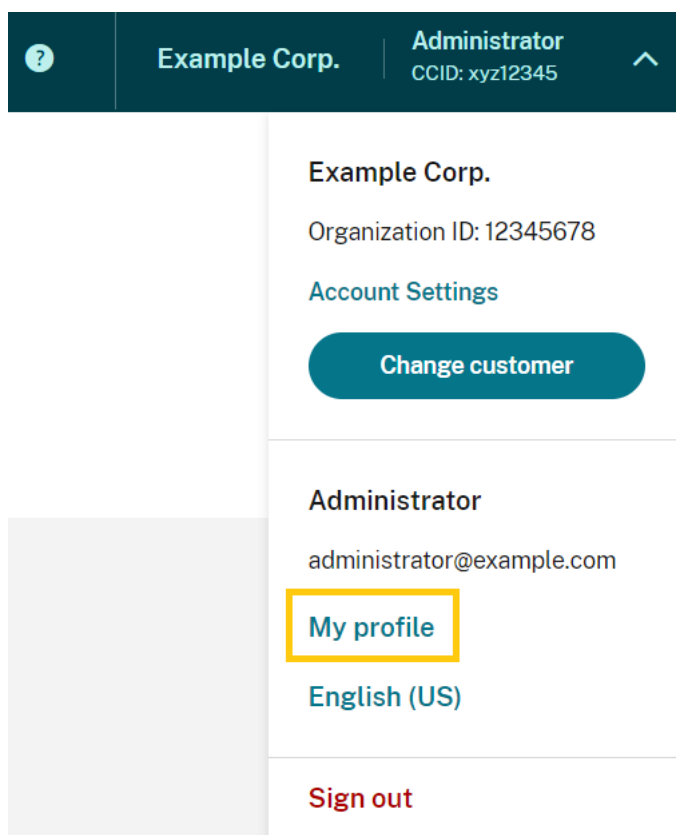 ?
Example Corp.
Administrator
CCID: xyz12345
Example Corp.
Organization ID: 12345678
Account Settings
Change customer
Administrator
administrator@example.com
My profile
English (US)
Sign out